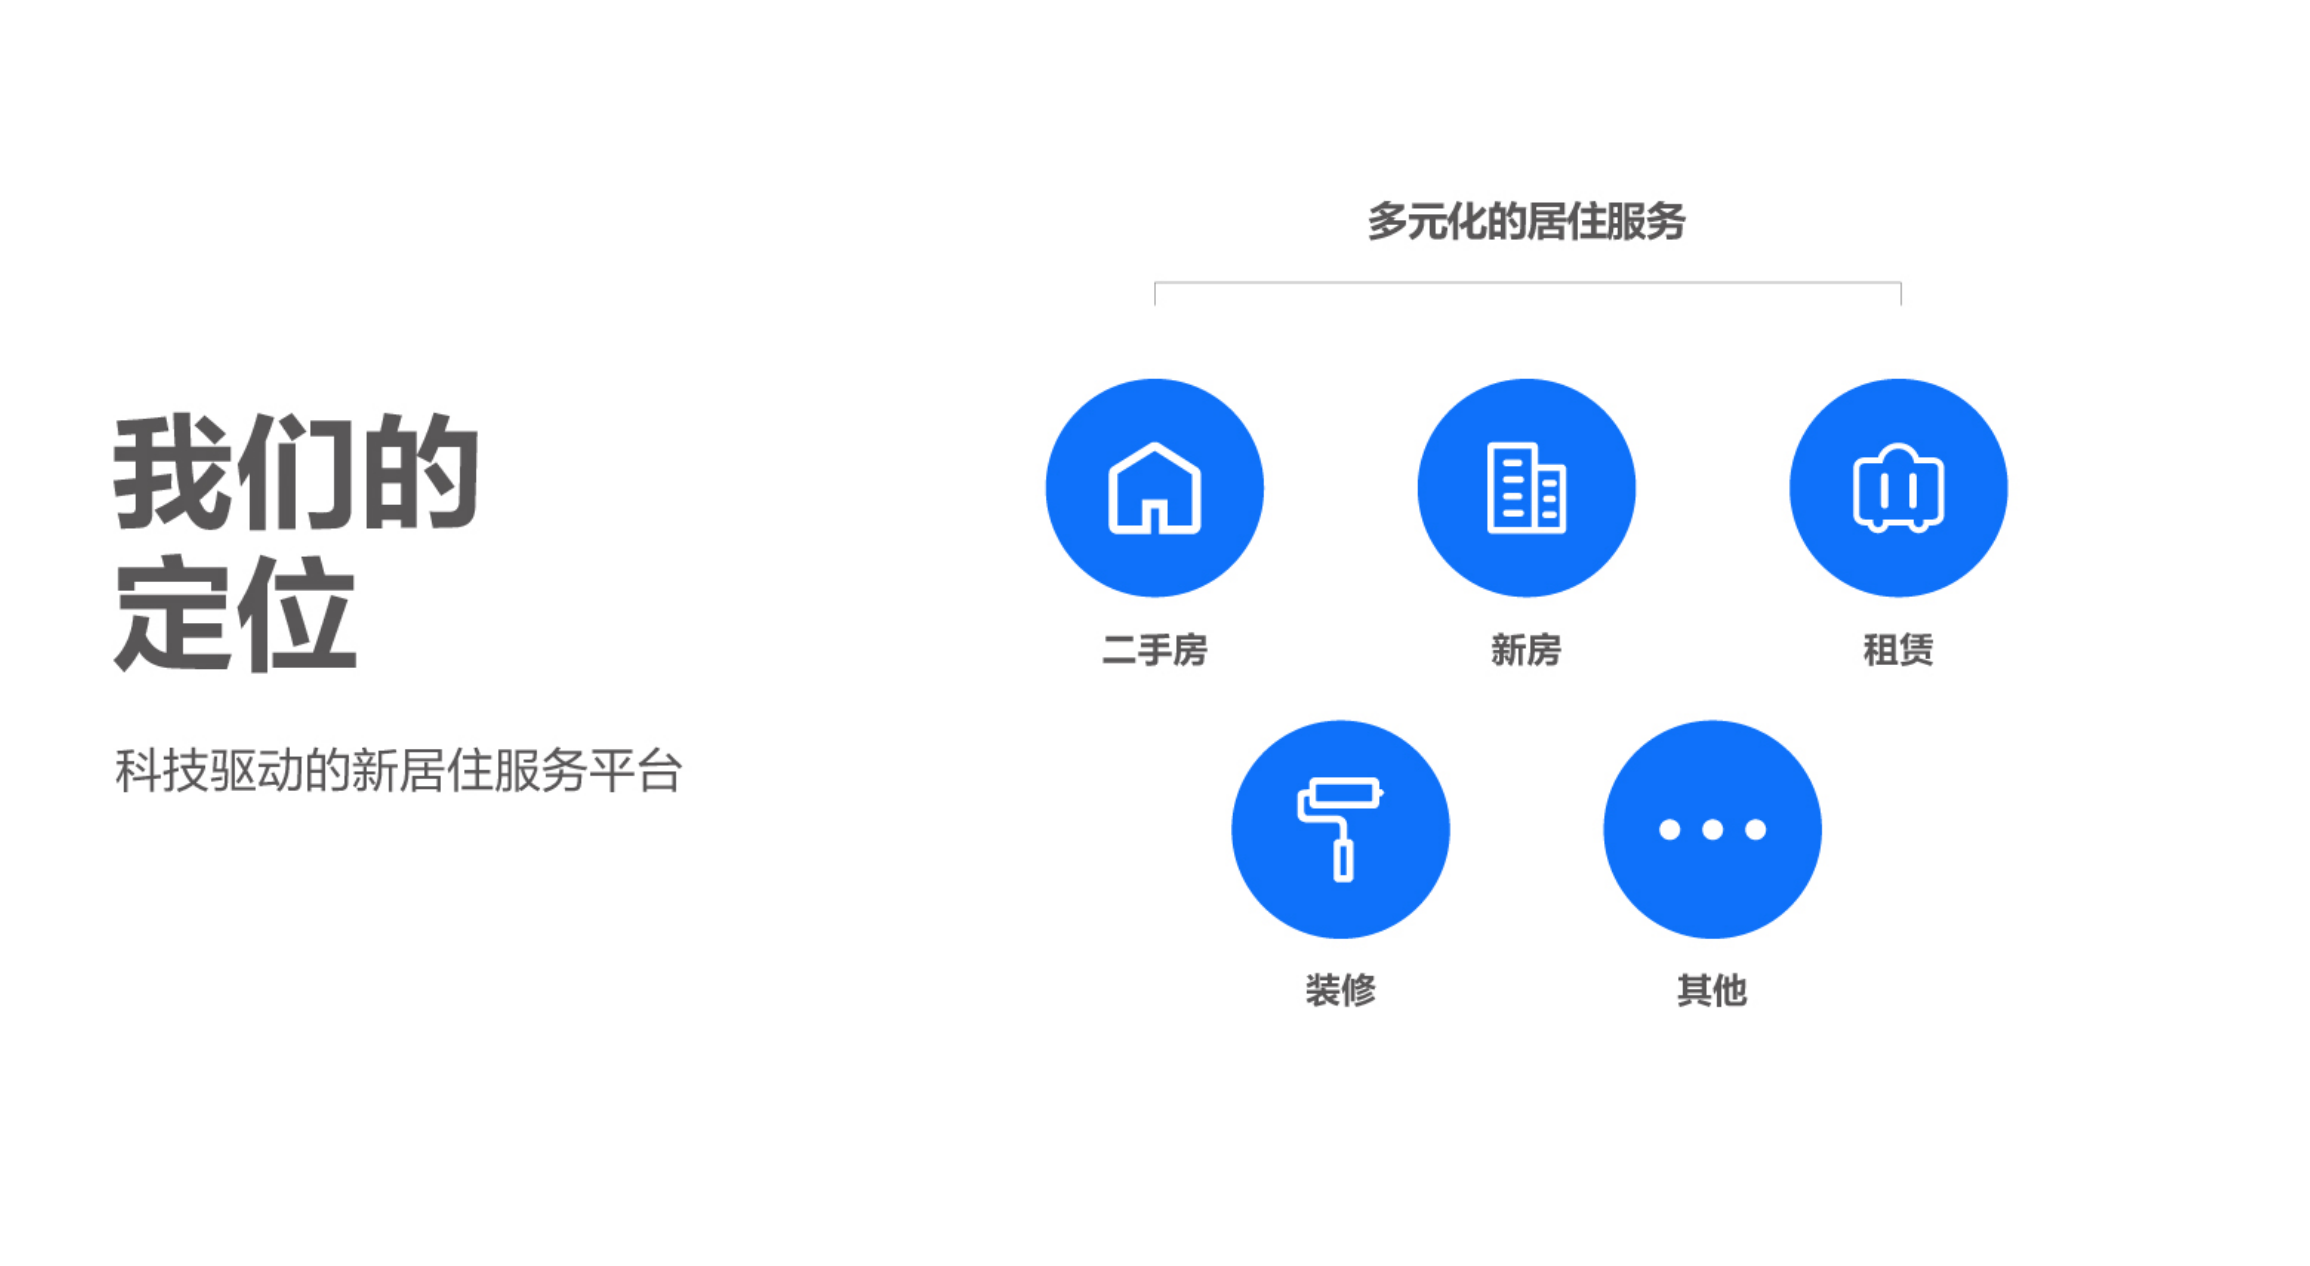 我们的
定位
科技驱动的新居住服务平台
多元化的居住服务
二手房
新房
租赁
装修
其他